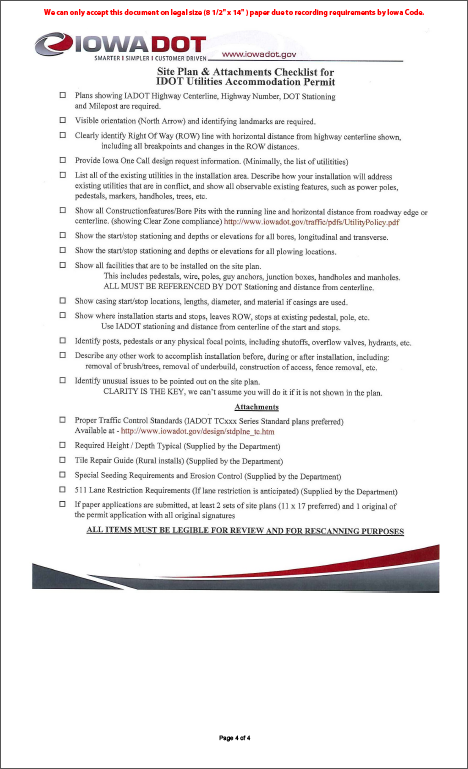 We can only accept this document on legal size (8 1/2" x 14" ) paper due to recording requirements by Iowa Code.
IOWADOT
SMARTER | SIMPLER | CUSTOMER DRIVEN
www.iowadot.gov
Site Plan & Attachments Checklist for
IDOT Utilities Accommodation Permit
Plans showing IADOT Highway Centerline, Highway Number, DOT Stationing
and Milepost are required.
Visible orientation (North Arrow) and identifying landmarks are required.
Clearly identify Right Of Way (ROW) line with horizontal distance from highway centerline shown,
including all breakpoints and changes in the ROW distances.
Provide Iowa One Call design request information. (Minimally, the list of utilitities)
List all of the existing utilities in the installation area. Describe how your installation will address
existing utilities that are in conflict, and show all observable existing features, such as power poles,
pedestals, markers, handholes, trees, etc.
Show all Constructionfeatures/Bore Pits with the running line and horizontal distance from roadway edge or
centerline. (showing Clear Zone compliance) http://www.iowadot.gov/traffic/pdfs/UtilityPolicy.pdf
Show the start/stop stationing and depths or elevations for all bores, longitudinal and transverse.
Show the start/stop stationing and depths or elevations for all plowing locations.
Show all facilities that are to be installed on the site plan.
This includes pedestals, wire, poles, guy anchors, junction boxes, handholes and manholes.
ALL MUST BE REFERENCED BY DOT Stationing and distance from centerline.
Show casing start/stop locations, lengths, diameter, and material if casings are used.
Show where installation starts and stops, leaves ROW, stops at existing pedestal, pole, etc.
Use IADOT stationing and distance from centerline of the start and stops.
Identify posts, pedestals or any physical focal points, including shutoffs, overflow valves, hydrants, etc.
Describe any other work to accomplish installation before, during or after installation, including:
removal of brush/trees, removal of underbuild, construction of access, fence removal, etc.
Identify unusual issues to be pointed out on the site plan.
CLARITY IS THE KEY, we can't assume you will do it if it is not shown in the plan.
Attachments
Proper Traffic Control Standards (IADOT TCxxx Series Standard plans preferred)
Available at - http://www.iowadot.gov/design/stdplne_tc.htm
Required Height / Depth Typical (Supplied by the Department)
Tile Repair Guide (Rural installs) (Supplied by the Department)
Special Seeding Requirements and Erosion Control (Supplied by the Department)
511 Lane Restriction Requirements (If lane restriction is anticipated) (Supplied by the Department)
If paper applications are submitted, at least 2 sets of site plans (11 x 17 preferred) and 1 original of
the permit application with all original signatures
ALL ITEMS MUST BE LEGIBLE FOR REVIEW AND FOR RESCANNING PURPOSES
Page 4 of 4